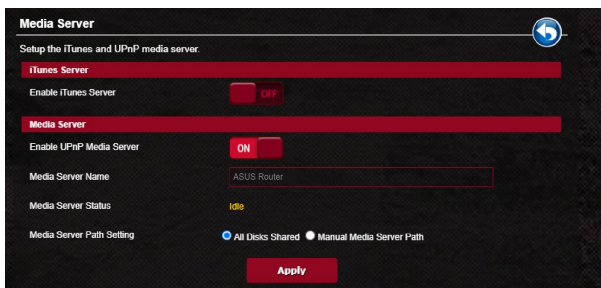 Media Server
Setup the iTunes and UPnP media server.
iTunes Server
Enable iTunes Server OFF
Media Server
Enable UPnP Media Server ON
Media Server Name ASUS Router
Media Server Status Idle
Media Server Path Setting All Disks Shared Manual Media Server Path
Apply